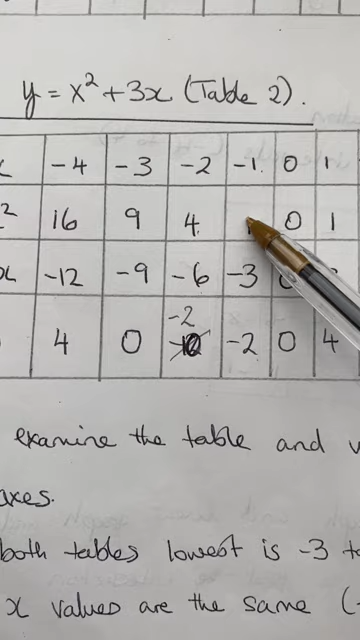 y = x² + 3x (Table 2).
-4 -3 -2 -1 0 1
2 16 9 4 0 1
x -12 -9 -6 -3
-2
4 0 -2 0 4
examine the table and
axes.
both tables lowest is -3 to
x values are the same (-